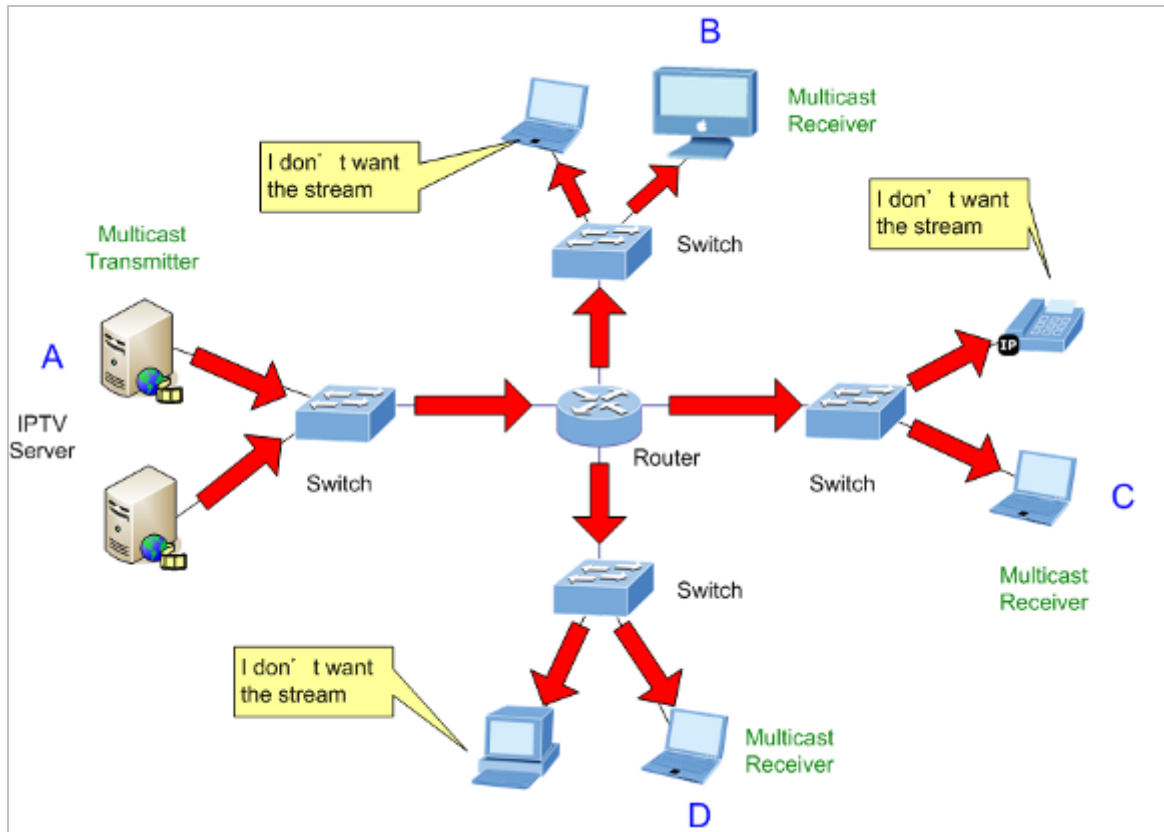 B
Multicast
Receiver
I don’t want
the stream
I don’t want
the stream
Switch
Multicast
Transmitter
A
IPTV
Server
IP
Switch
Router
Switch
C
Multicast
Receiver
Switch
I don’t want
the stream
Multicast
Receiver
D